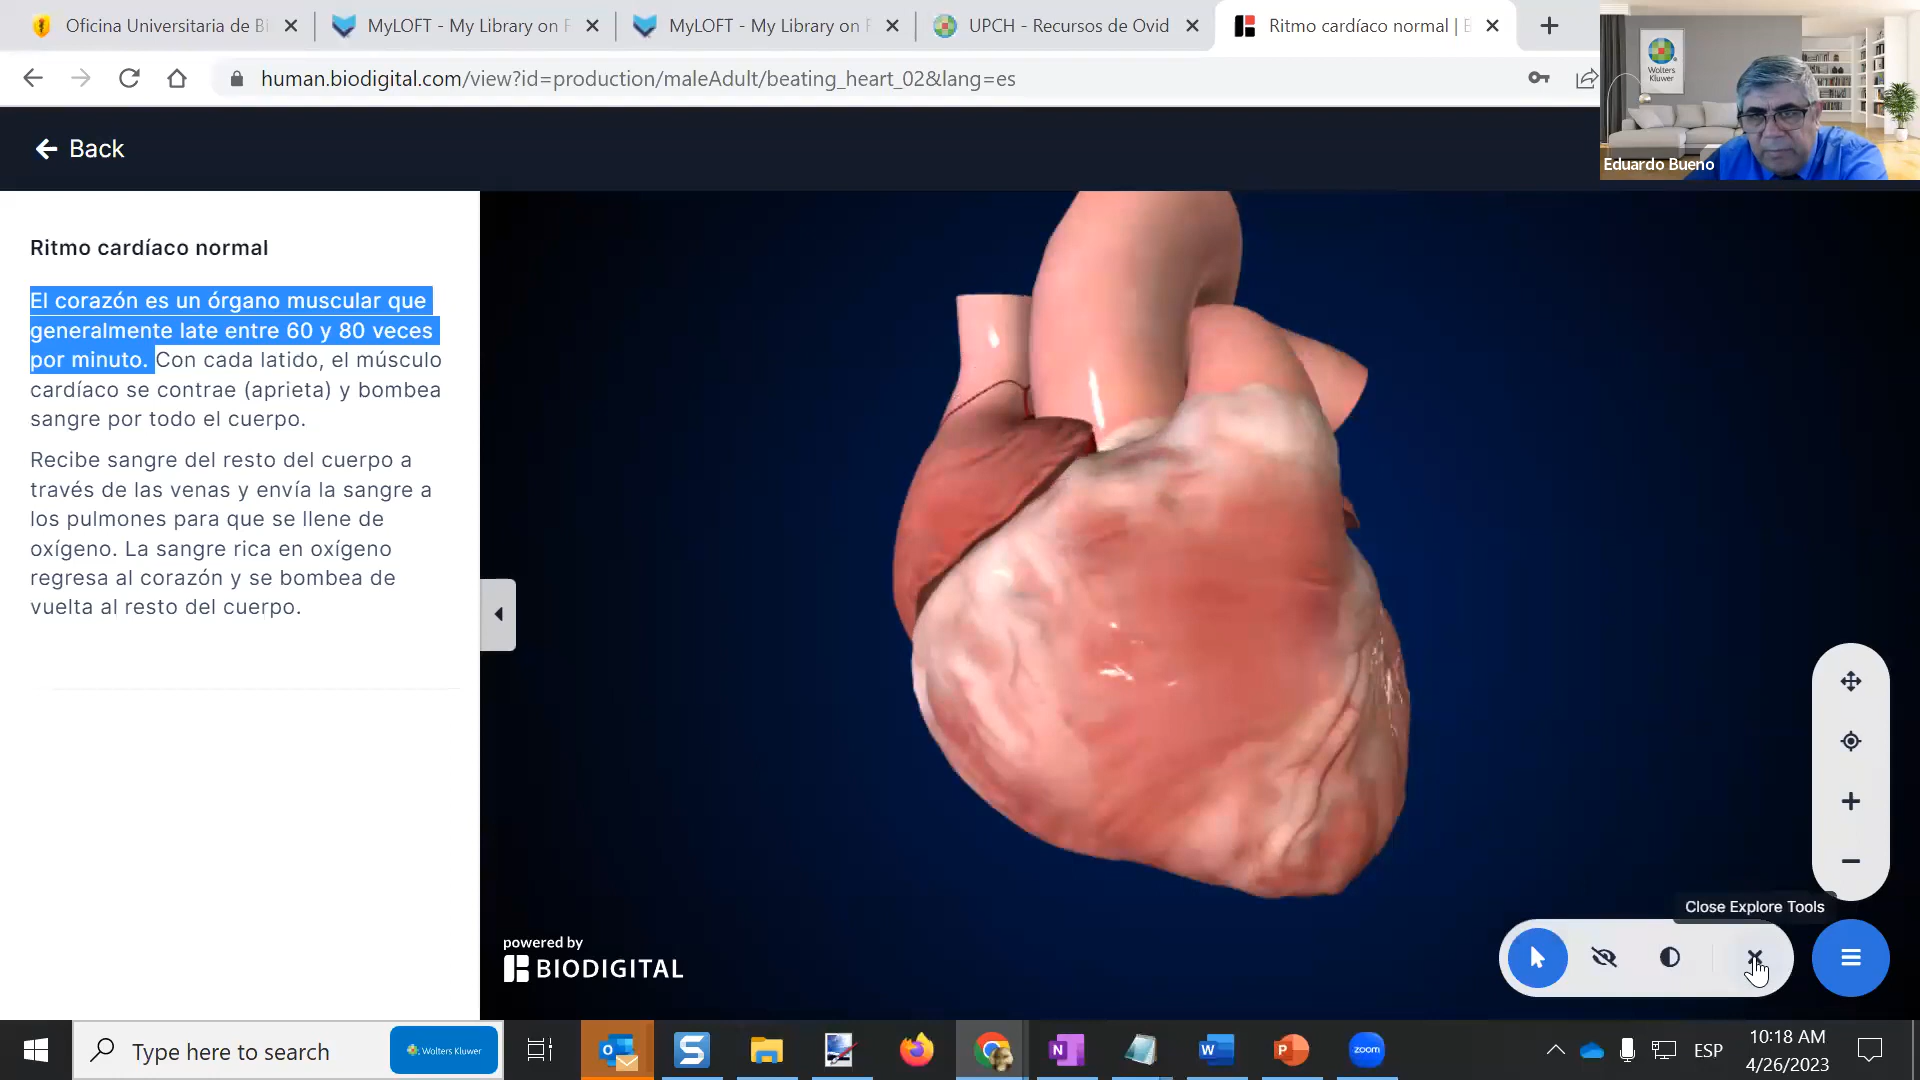 Oficina Universitaria de Bi
MyLOFT - My Library on F
MyLOFT - My Library on F
UPCH - Recursos de Ovid
Ritmo cardíaco normal | B
human.biodigital.com/view?id=production/maleAdult/beating_heart_02&lang=es
Wolters
Kluwer
Eduardo Bueno
Back
Ritmo cardíaco normal
El corazón es un órgano muscular que
generalmente late entre 60 y 80 veces
por minuto. Con cada latido, el músculo
cardíaco se contrae (aprieta) y bombea
sangre por todo el cuerpo.
Recibe sangre del resto del cuerpo a
través de las venas y envía la sangre a
los pulmones para que se llene de
oxígeno. La sangre rica en oxígeno
regresa al corazón y se bombea de
vuelta al resto del cuerpo.
powered by
BIODIGITAL
Close Explore Tools
Type here to search
Wolters Kluwer
zoom
ESP
10:18 AM
4/26/2023